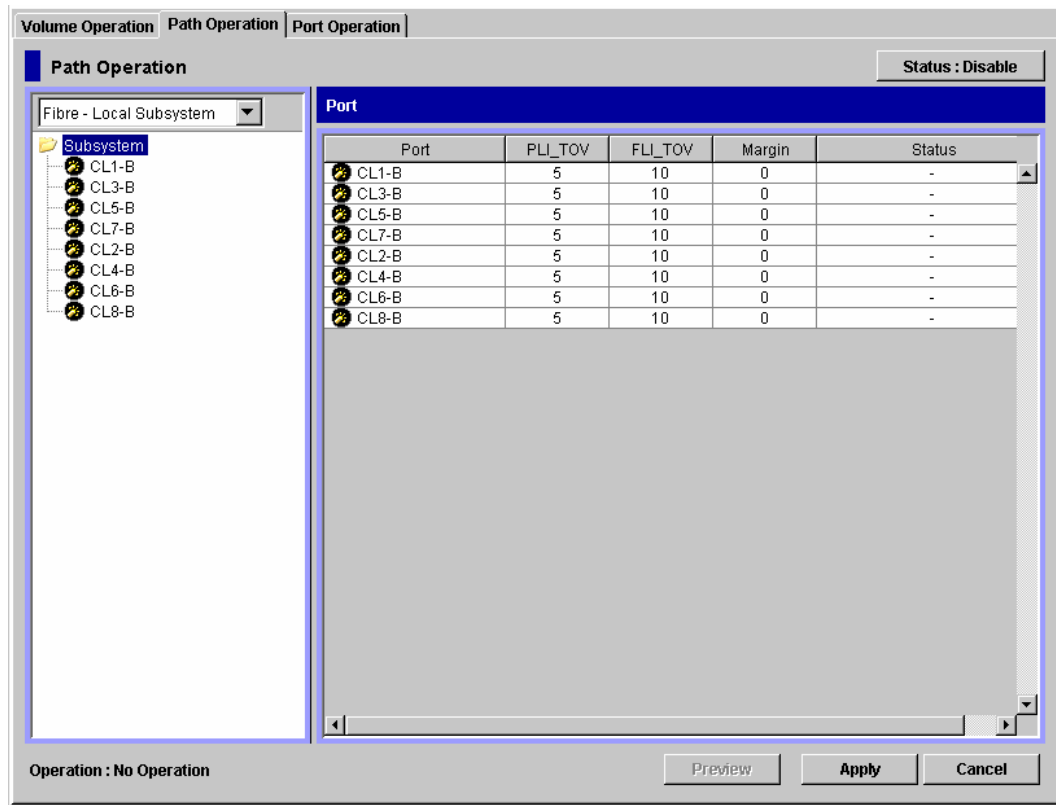 Volume Operation Path Operation Port Operation
Path Operation
Status : Disable
Fibre - Local Subsystem
Subsystem
CL1-B
CL3-B
CL5-B
CL7-B
CL2-B
CL4-B
CL6-B
CL8-B
Port
Port PLI_TOV FLI_TOV Margin Status
CL1-B 5 10 0 -
CL3-B 5 10 0 -
CL5-B 5 10 0 -
CL7-B 5 10 0 -
CL2-B 5 10 0 -
CL4-B 5 10 0 -
CL6-B 5 10 0 -
CL8-B 5 10 0 -
Operation : No Operation
Preview Apply Cancel